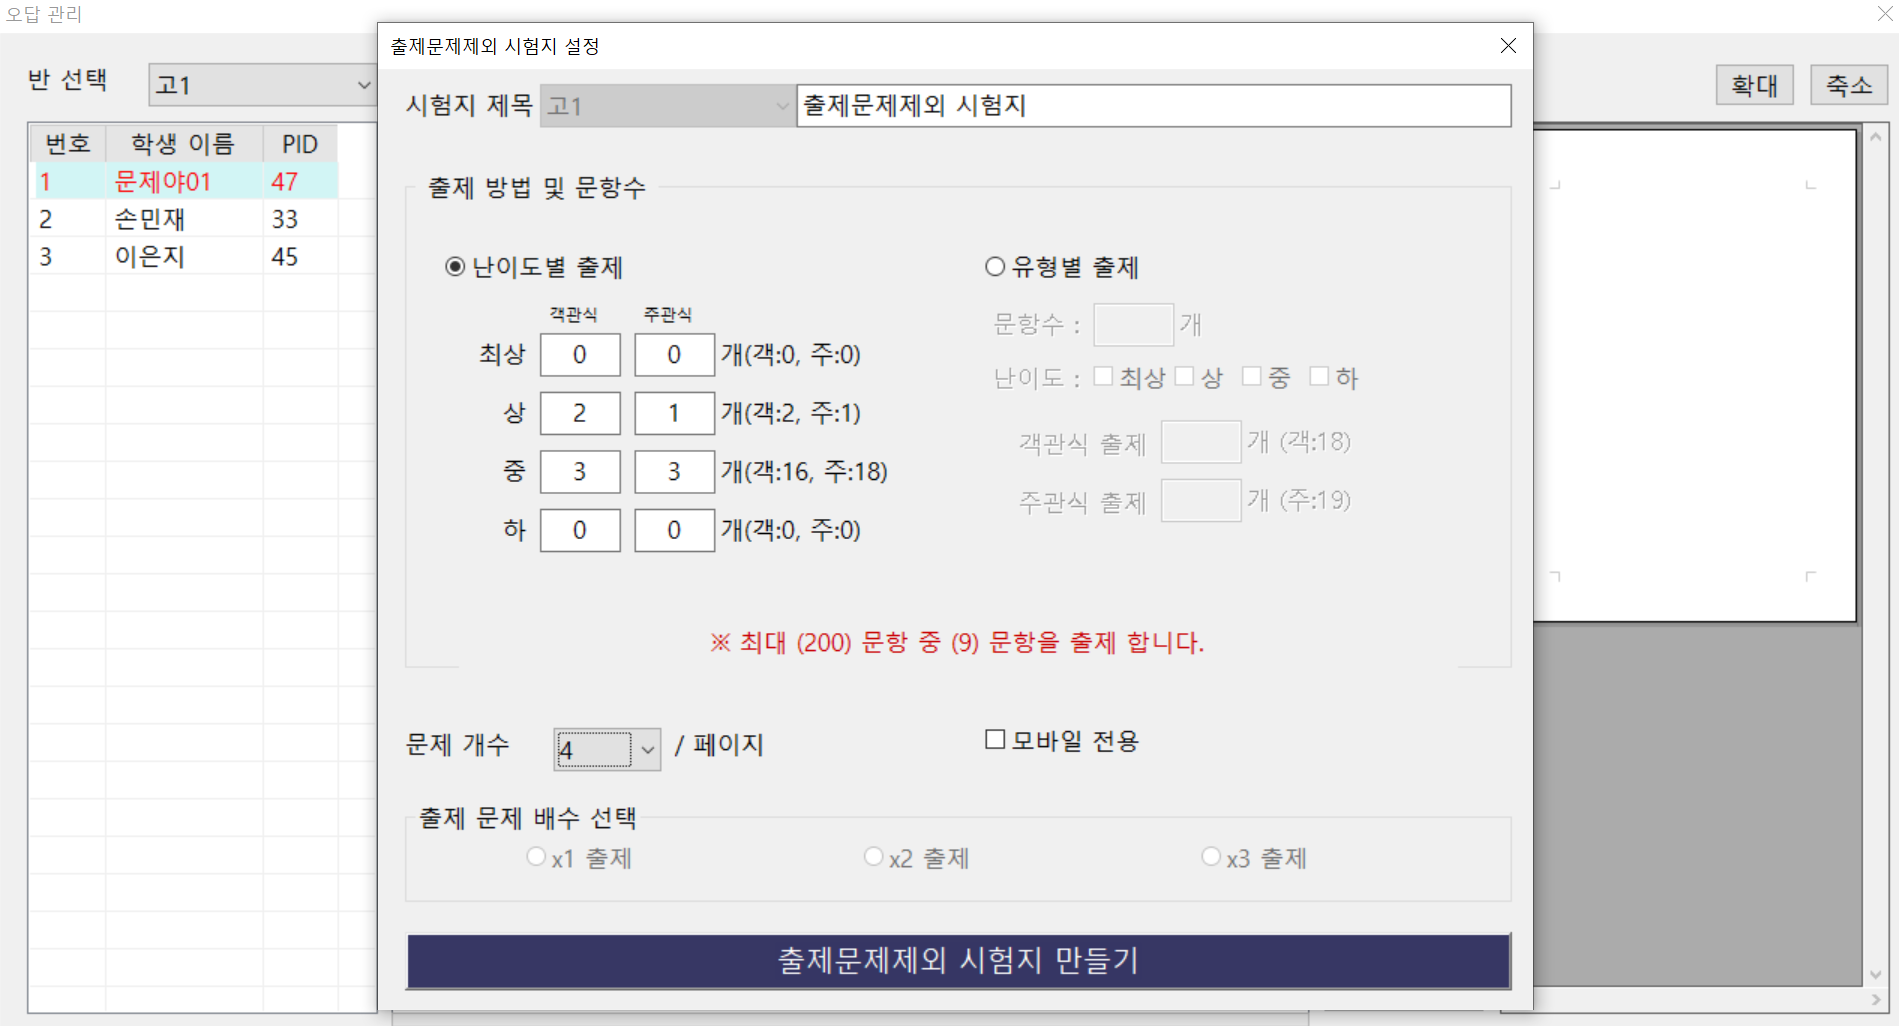 오답 관리
출제문제제외 시험지 설정
반 선택 고1
시험지 제목 고1 출제문제제외 시험지
확대 축소
번호 학생 이름 PID
1 문제야01 47
2 손민재 33
3 이은지 45
출제 방법 및 문항수
난이도별 출제
객관식 주관식
최상 0 0 개(객:0, 주:0)
상 2 1 개(객:2, 주:1)
중 3 3 개(객:16, 주:18)
하 0 0 개(객:0, 주:0)
유형별 출제
문항수 : 개
난이도 : 최상 상 중 하
객관식 출제 개 (객:18)
주관식 출제 개 (주:19)
※ 최대 (200) 문항 중 (9) 문항을 출제 합니다.
문제 개수 4 / 페이지
모바일 전용
출제 문제 배수 선택
x1 출제 x2 출제 x3 출제
출제문제제외 시험지 만들기